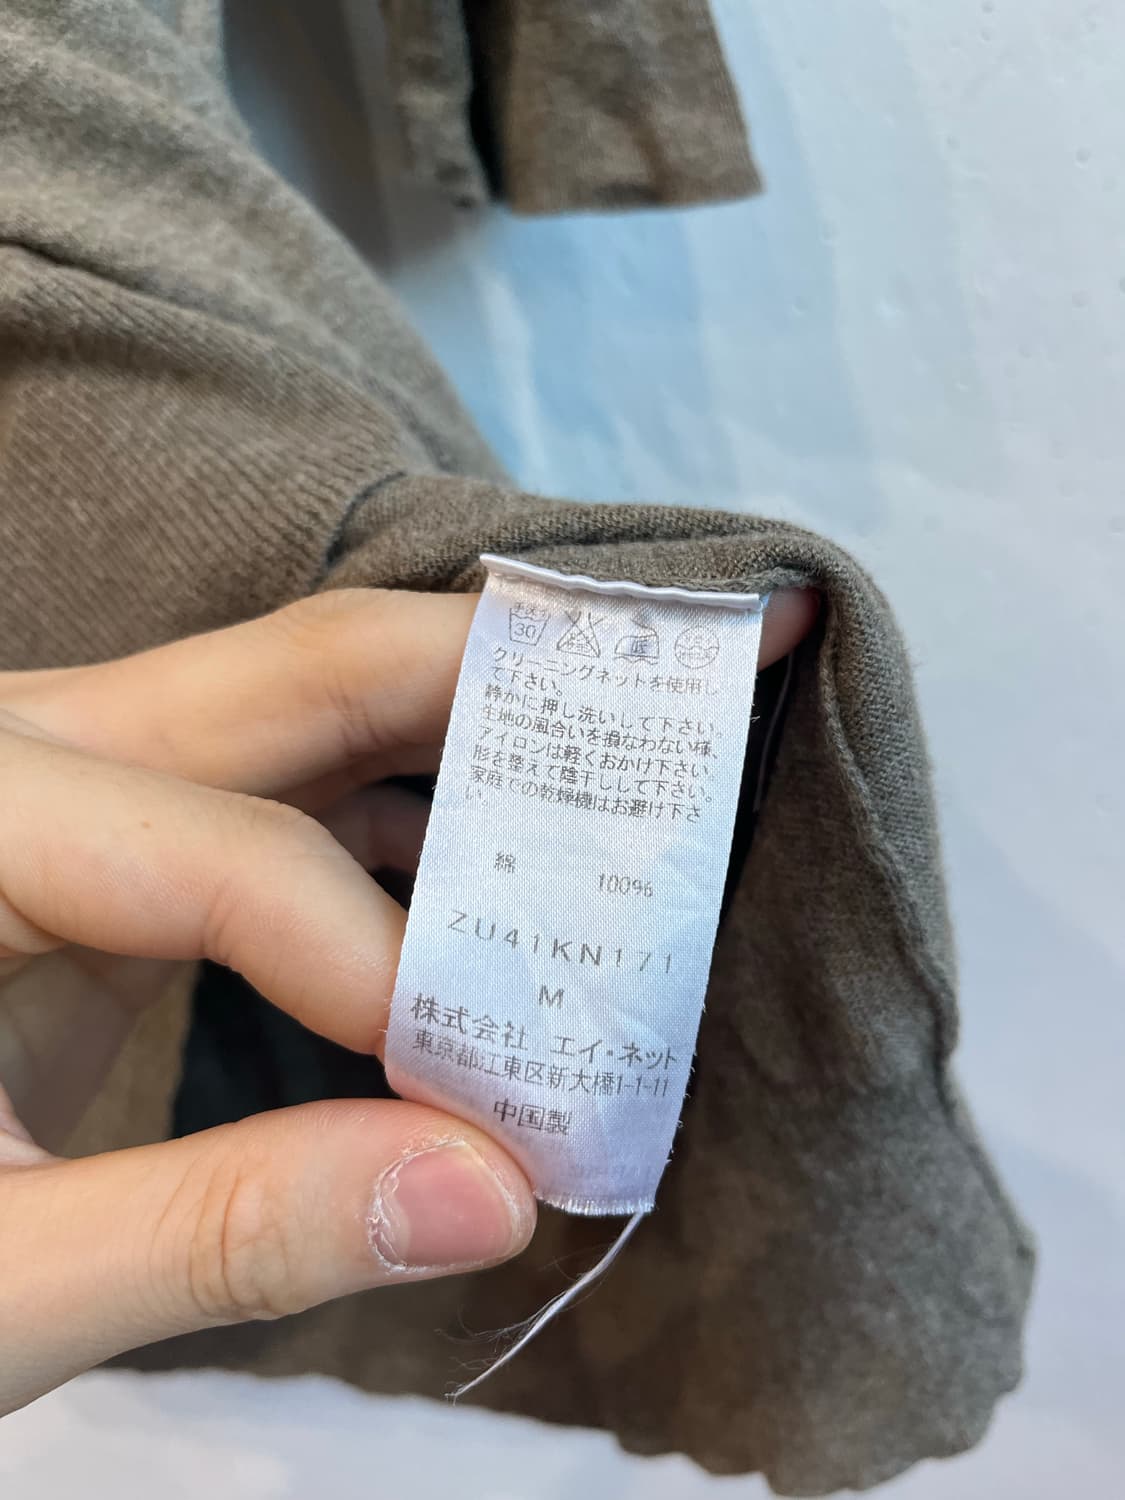 手洗イ
30
低
クリーニングネットを使用し
て下さい。
静かに押し洗いして下さい。
生地の風合いを損なわない様、
アイロンは軽くおかけ下さい。
形を整えて陰干しして下さい。
家庭での乾燥機はお避け下さ
い。
綿 100%
ZU41KN171
M
株式会社 エイ・ネット
東京都江東区新大橋1-1-11
中国製